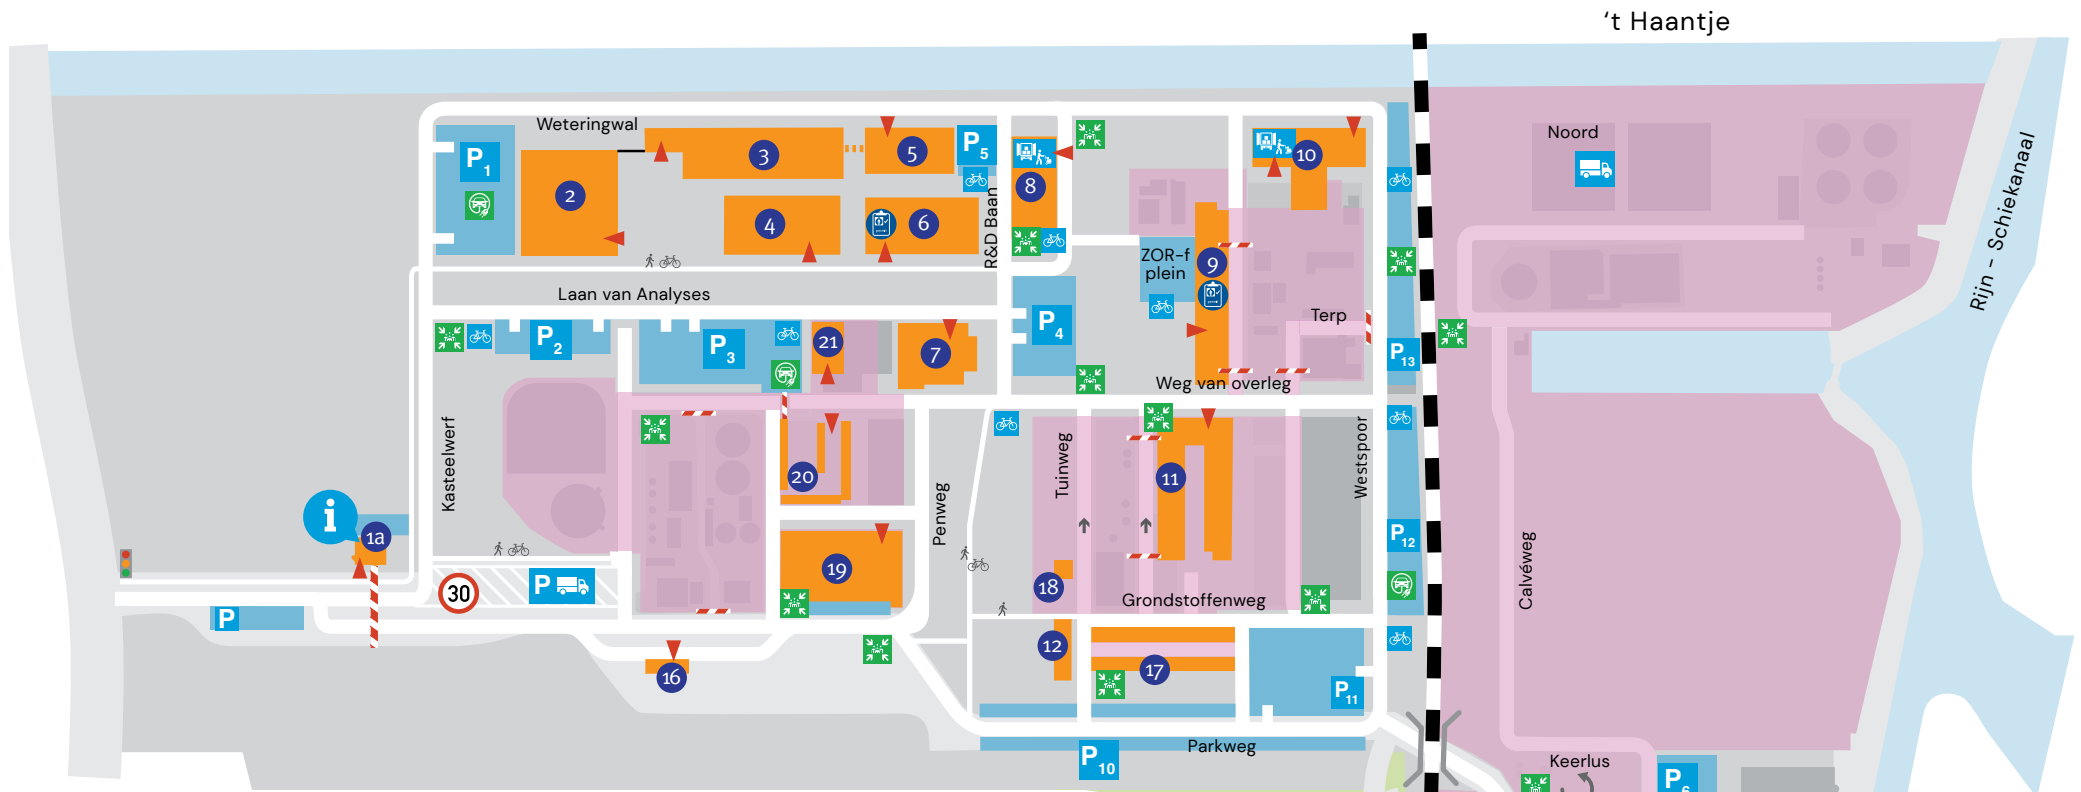 't Haantje
Weteringwal
Noord
P1
P5
2
3
5
4
6
8
10
R&D Baan
Rijn - Schiekanaal
ZOR-f
plein
9
Laan van Analyses
Terp
P2
P3
21
7
P4
P13
Weg van overleg
Kasteelwerf
20
Penweg
Tuinweg
11
Westspoor
i
1a
P12
Calvéweg
30
P
19
18
Grondstoffenweg
P
16
12
17
P11
Parkweg
P10
Keerlus
P6